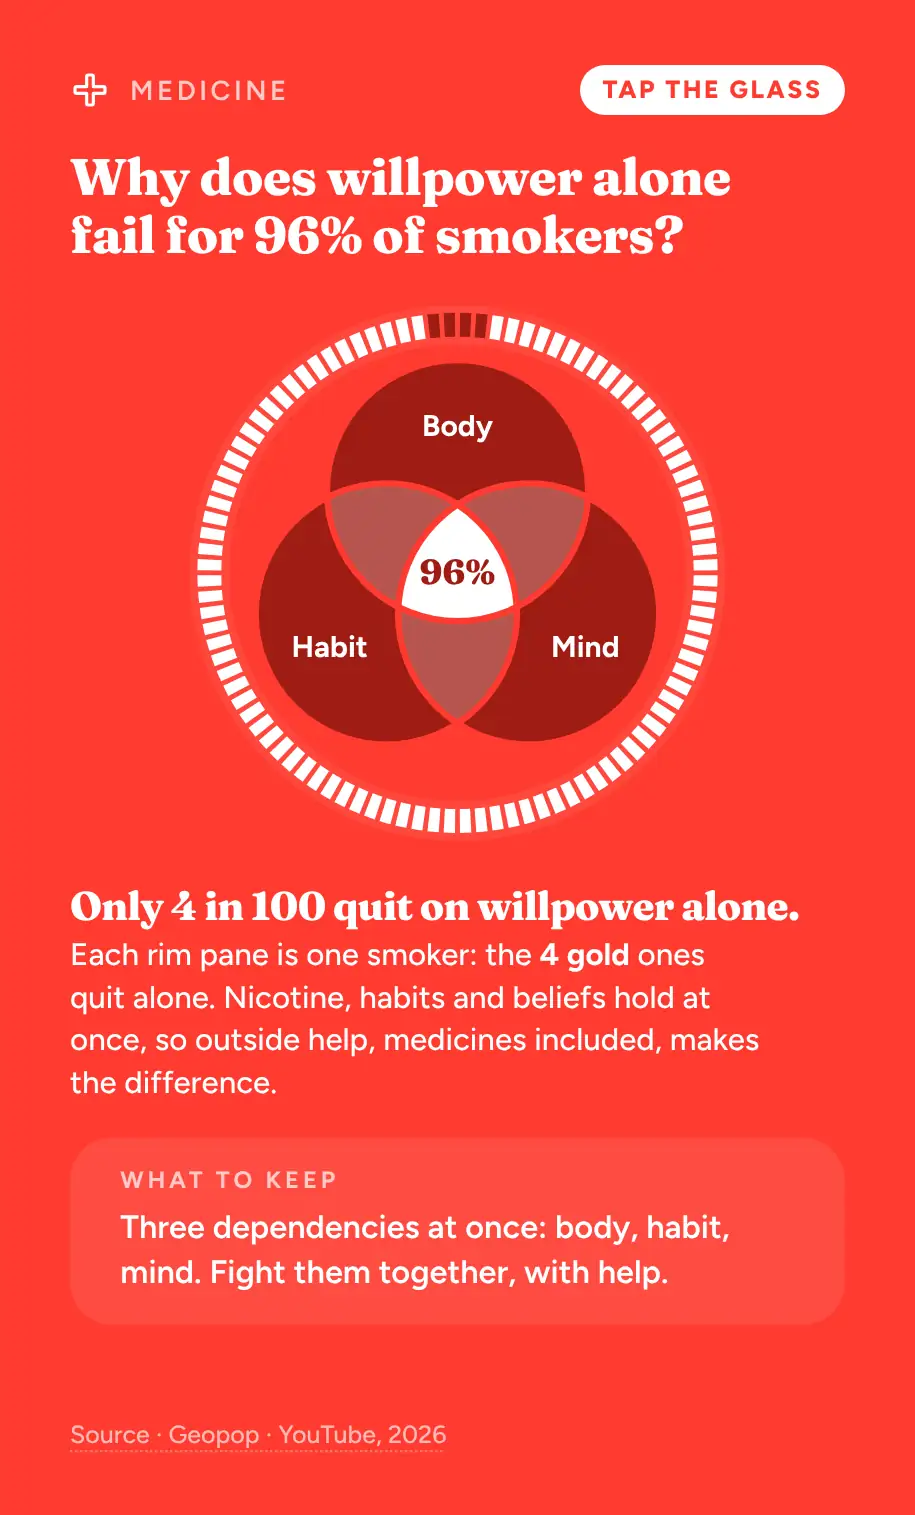 MEDICINE
TAP THE GLASS
Why does willpower alone
fail for 96% of smokers?
Body
96%
Habit
Mind
Only 4 in 100 quit on willpower alone.
Each rim pane is one smoker: the 4 gold ones
quit alone. Nicotine, habits and beliefs hold at
once, so outside help, medicines included, makes
the difference.
WHAT TO KEEP
Three dependencies at once: body, habit,
mind. Fight them together, with help.
Source · Geopop · YouTube, 2026